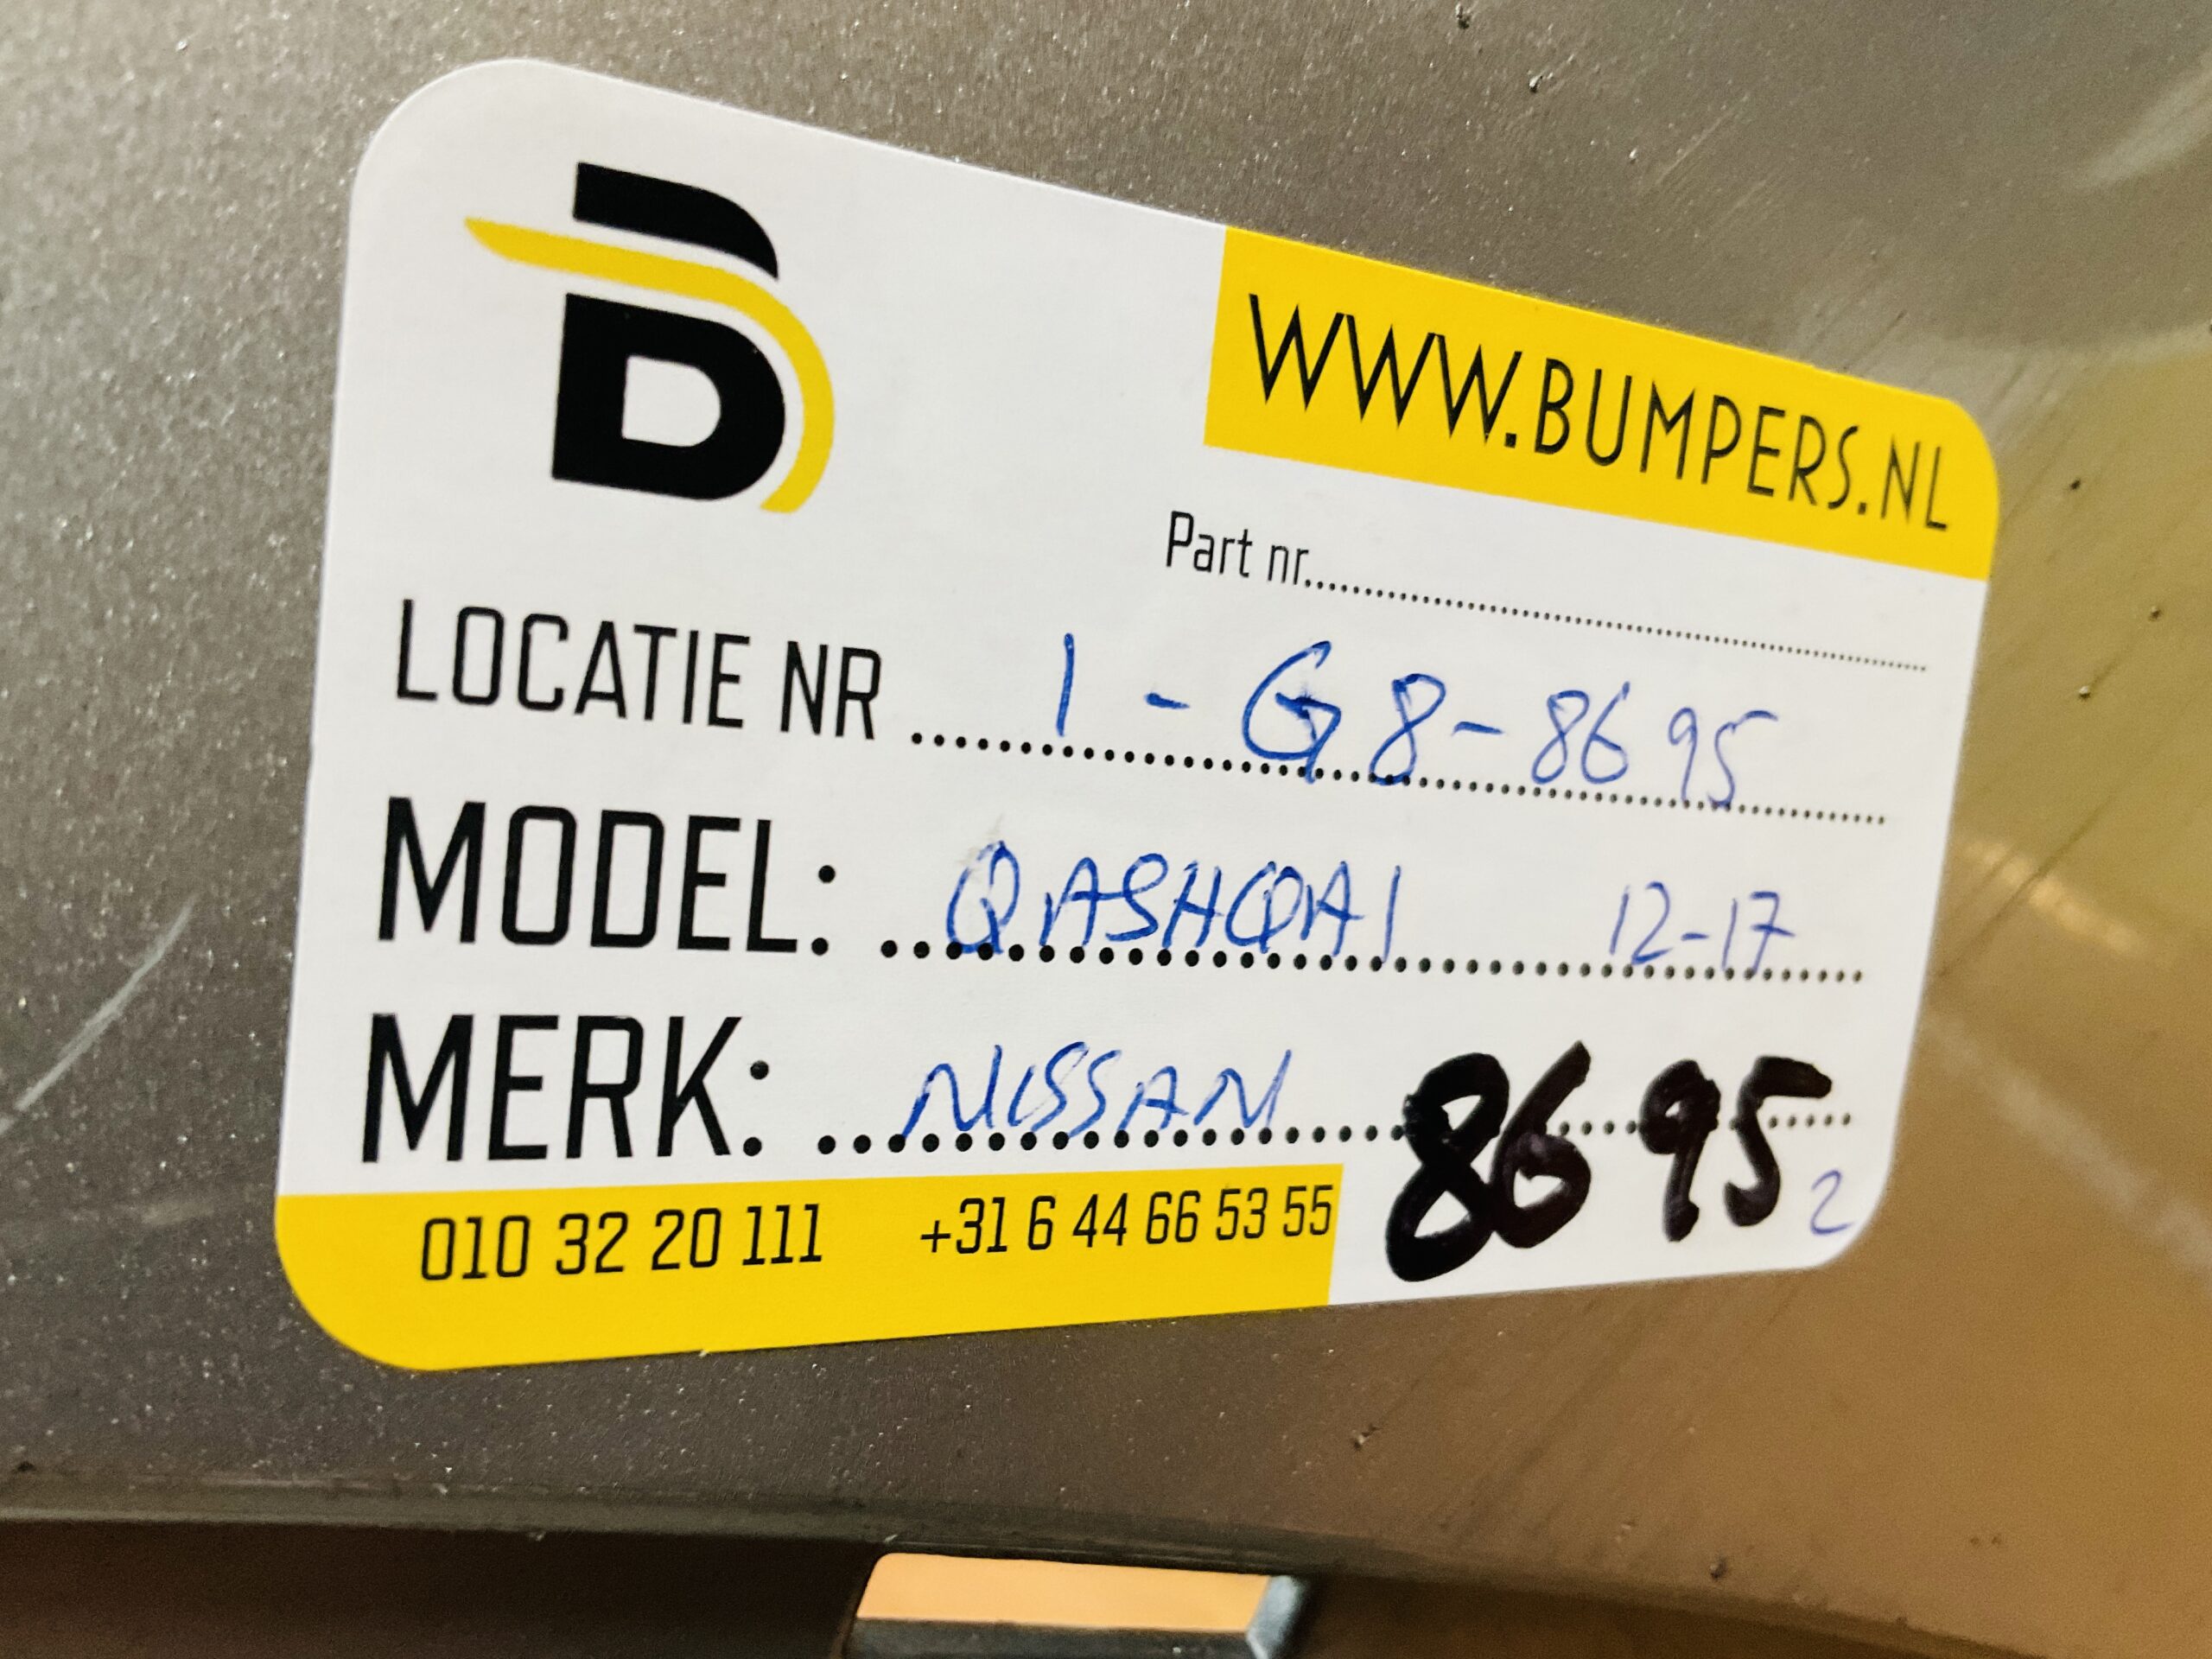 B
WWW.BUMPERS.NL
Part nr...
LOCATIE NR ... 1 - G8 - 8695
MODEL: ... QASHQAI 12-17
MERK: ... NISSAN 8695
2
010 32 20 111 +31 6 44 66 53 55